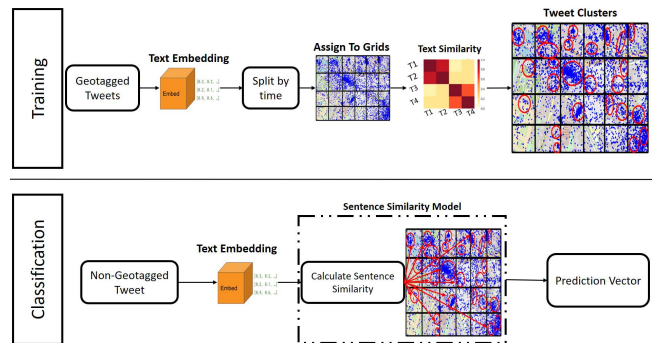 Training
Geotagged
Tweets
Text Embedding
Embed
Split by
time
Assign To Grids
Text Similarity
T1
T2
T3
T4
T1 T2 T3 T4
Tweet Clusters
Classification
Non-Geotagged
Tweet
Text Embedding
Embed
Sentence Similarity Model
Calculate Sentence
Similarity
Prediction Vector